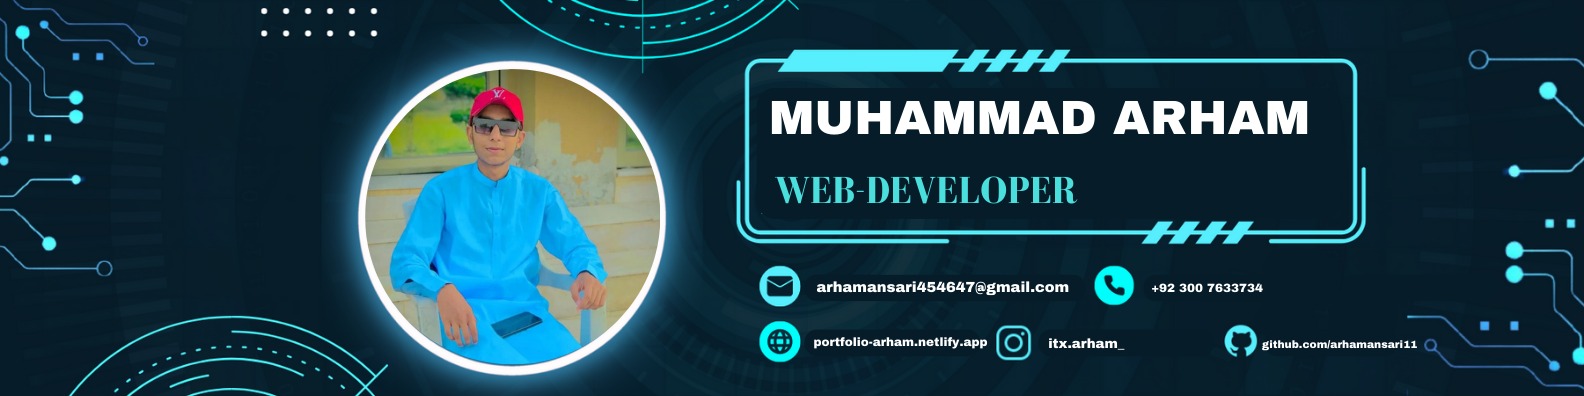 MUHAMMAD ARHAM
WEB-DEVELOPER
arhamansari454647@gmail.com
+92 300 7633734
portfolio-arham.netlify.app
itx.arham_
github.com/arhamansari11